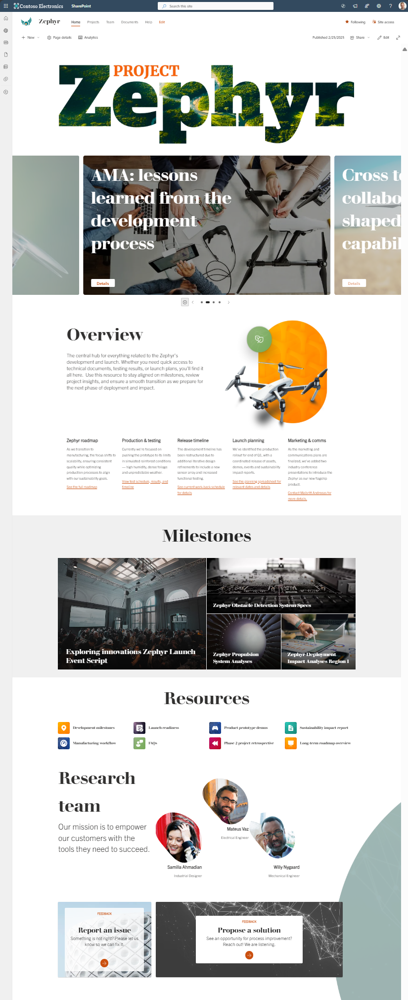 Contoso Electronics
SharePoint
Search this site
?
Zephyr
Home
Projects
Team
Documents
Help
Edit
Following
Site access
New
Page details
Analytics
Published 2/25/2025
Share
Edit
PROJECT
Zephyr
AMA: lessons
learned from the
development
process
Details
Cross t
collabo
shaped
capabil
Details
Overview
The central hub for everything related to the Zephyr's
development and launch. Whether you need quick access to
technical documents, testing results, or launch plans, you'll find it
all here.  Use this resource to stay aligned on milestones, review
project insights, and ensure a smooth transition as we prepare for
the next phase of deployment and impact.
Zephyr roadmap
As we transition to
manufacturing, the focus shifts to
scalability, ensuring consistent
quality while optimizing
production processes to align
with our sustainability goals.
See the full roadmap
Production & testing
Currently we're focused on
pushing the prototype to its limits
in simulated rainforest conditions
— high humidity, dense foliage
and unpredictable weather.
View test schedule, results, and
timeline
Release timeline
The development timeline has
been restructured due to
additional iterative design
refinements to include a new
sensor array and increased
functional testing.
See current work-back schedule
for details
Launch planning
We've identified the production
rollout for end of Q1, with a
coordinated release of assets,
demos, events and sustainability
impact reports.
See the planning spreadsheet for
relevant dates and details
Marketing & comms
As the marketing and
communications plans are
finalized, we've added two
industry conference
presentations to introduce the
Zephyr as our new flagship
product.
Contact Maibritt Andreeas for
more details.
Milestones
Exploring innovations Zephyr Launch
Event Script
Zephyr Obstacle Detection System Specs
Zephyr Propulsion
System Analyses
Zephyr Deployment
Impact Analyses Region 1
Resources
Development milestones
Launch readiness
Product prototype demos
Sustainability impact report
Manufacturing workflow
FAQs
Phase 2 project retrospective
Long-term roadmap overview
Research
team
Our mission is to empower
our customers with the
tools they need to succeed.
Mateus Vaz
Electrical Engineer
Samilla Ahmadian
Industrial Designer
Willy Nygaard
Mechanical Engineer
FEEDBACK
Report an issue
Something is not right? Please let us
know so we can fix it.
FEEDBACK
Propose a solution
See an opportunity for process improvement?
Reach out! We are listening.